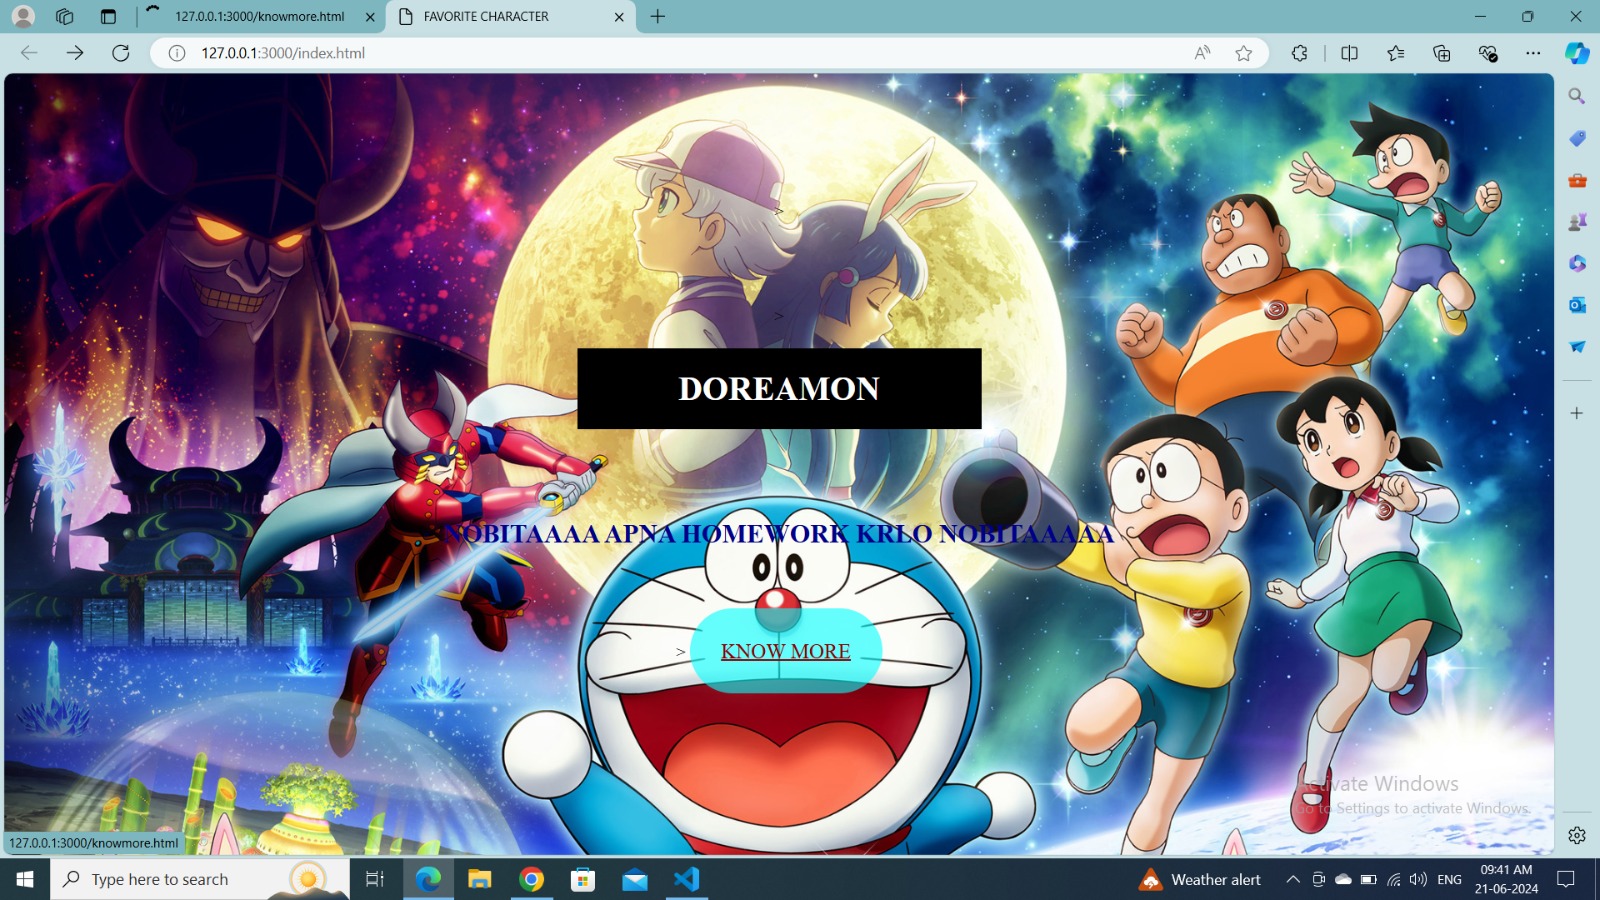 127.0.0.1:3000/knowmore.html
FAVORITE CHARACTER
127.0.0.1:3000/index.html
>
>
DOREAMON
NOBITAAAA APNA HOMEWORK KRLO NOBITAAAAA
> KNOW MORE
Activate Windows
Go to Settings to activate Windows.
127.0.0.1:3000/knowmore.html
Type here to search
Weather alert
ENG
09:41 AM
21-06-2024